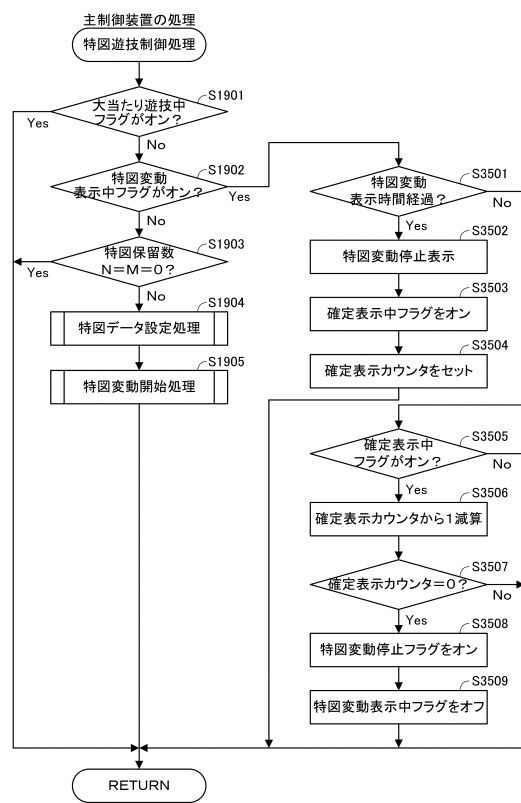 主制御装置の処理
特図遊技制御処理
S1901
大当たり遊技中
フラグがオン？
Yes
No
S1902
特図変動
表示中フラグがオン？
Yes
No
S1903
特図保留数
N＝M＝０？
Yes
No
S1904
特図データ設定処理
S1905
特図変動開始処理
S3501
特図変動
表示時間経過？
No
Yes
S3502
特図変動停止表示
S3503
確定表示中フラグをオン
S3504
確定表示カウンタをセット
S3505
確定表示中
フラグがオン？
No
Yes
S3506
確定表示カウンタから１減算
S3507
確定表示カウンタ＝０？
No
Yes
S3508
特図変動停止フラグをオン
S3509
特図変動表示中フラグをオフ
RETURN